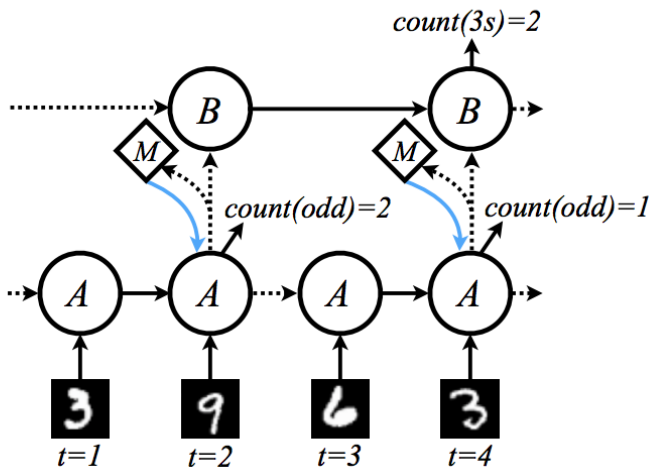 count(3s)=2
B B
M M
count(odd)=2 count(odd)=1
A A A A
3 9 6 3
t=1 t=2 t=3 t=4